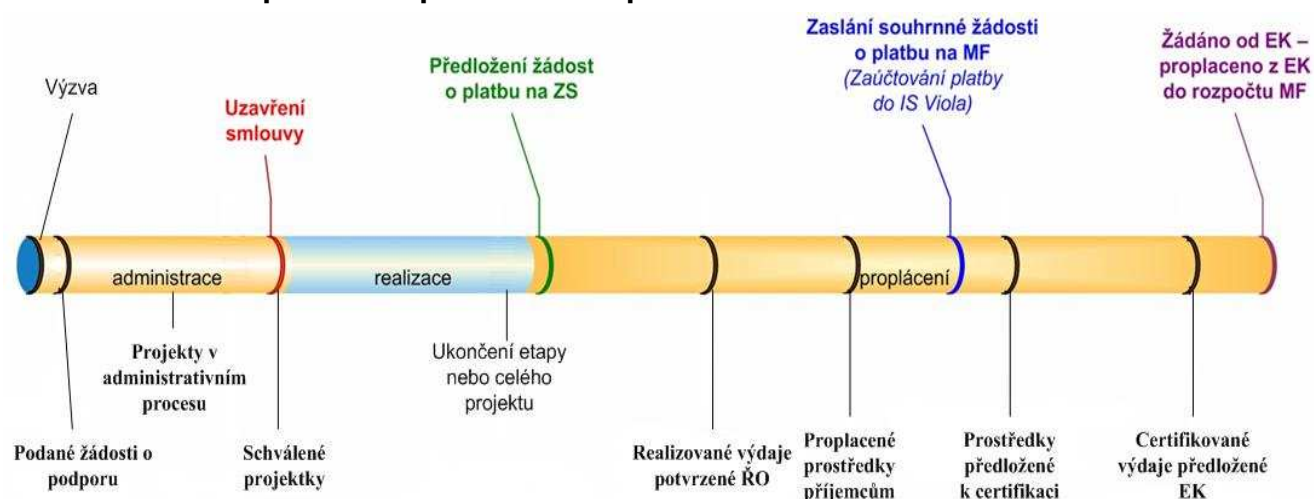 Výzva
Uzavření
smlouvy
Předložení žádost
o platbu na ZS
Zaslání souhrnné žádosti
o platbu na MF
(Zaúčtování platby
do IS Viola)
Žádáno od EK –
proplaceno z EK
do rozpočtu MF
administrace
realizace
proplácení
Podané žádosti o
podporu
Projekty v
administrativním
procesu
Schválené
projektky
Ukončení etapy
nebo celého
projektu
Realizované výdaje
potvrzené ŘO
Proplacené
prostředky
příjemcům
Prostředky
předložené
k certifikaci
Certifikované
výdaje předložené
EK